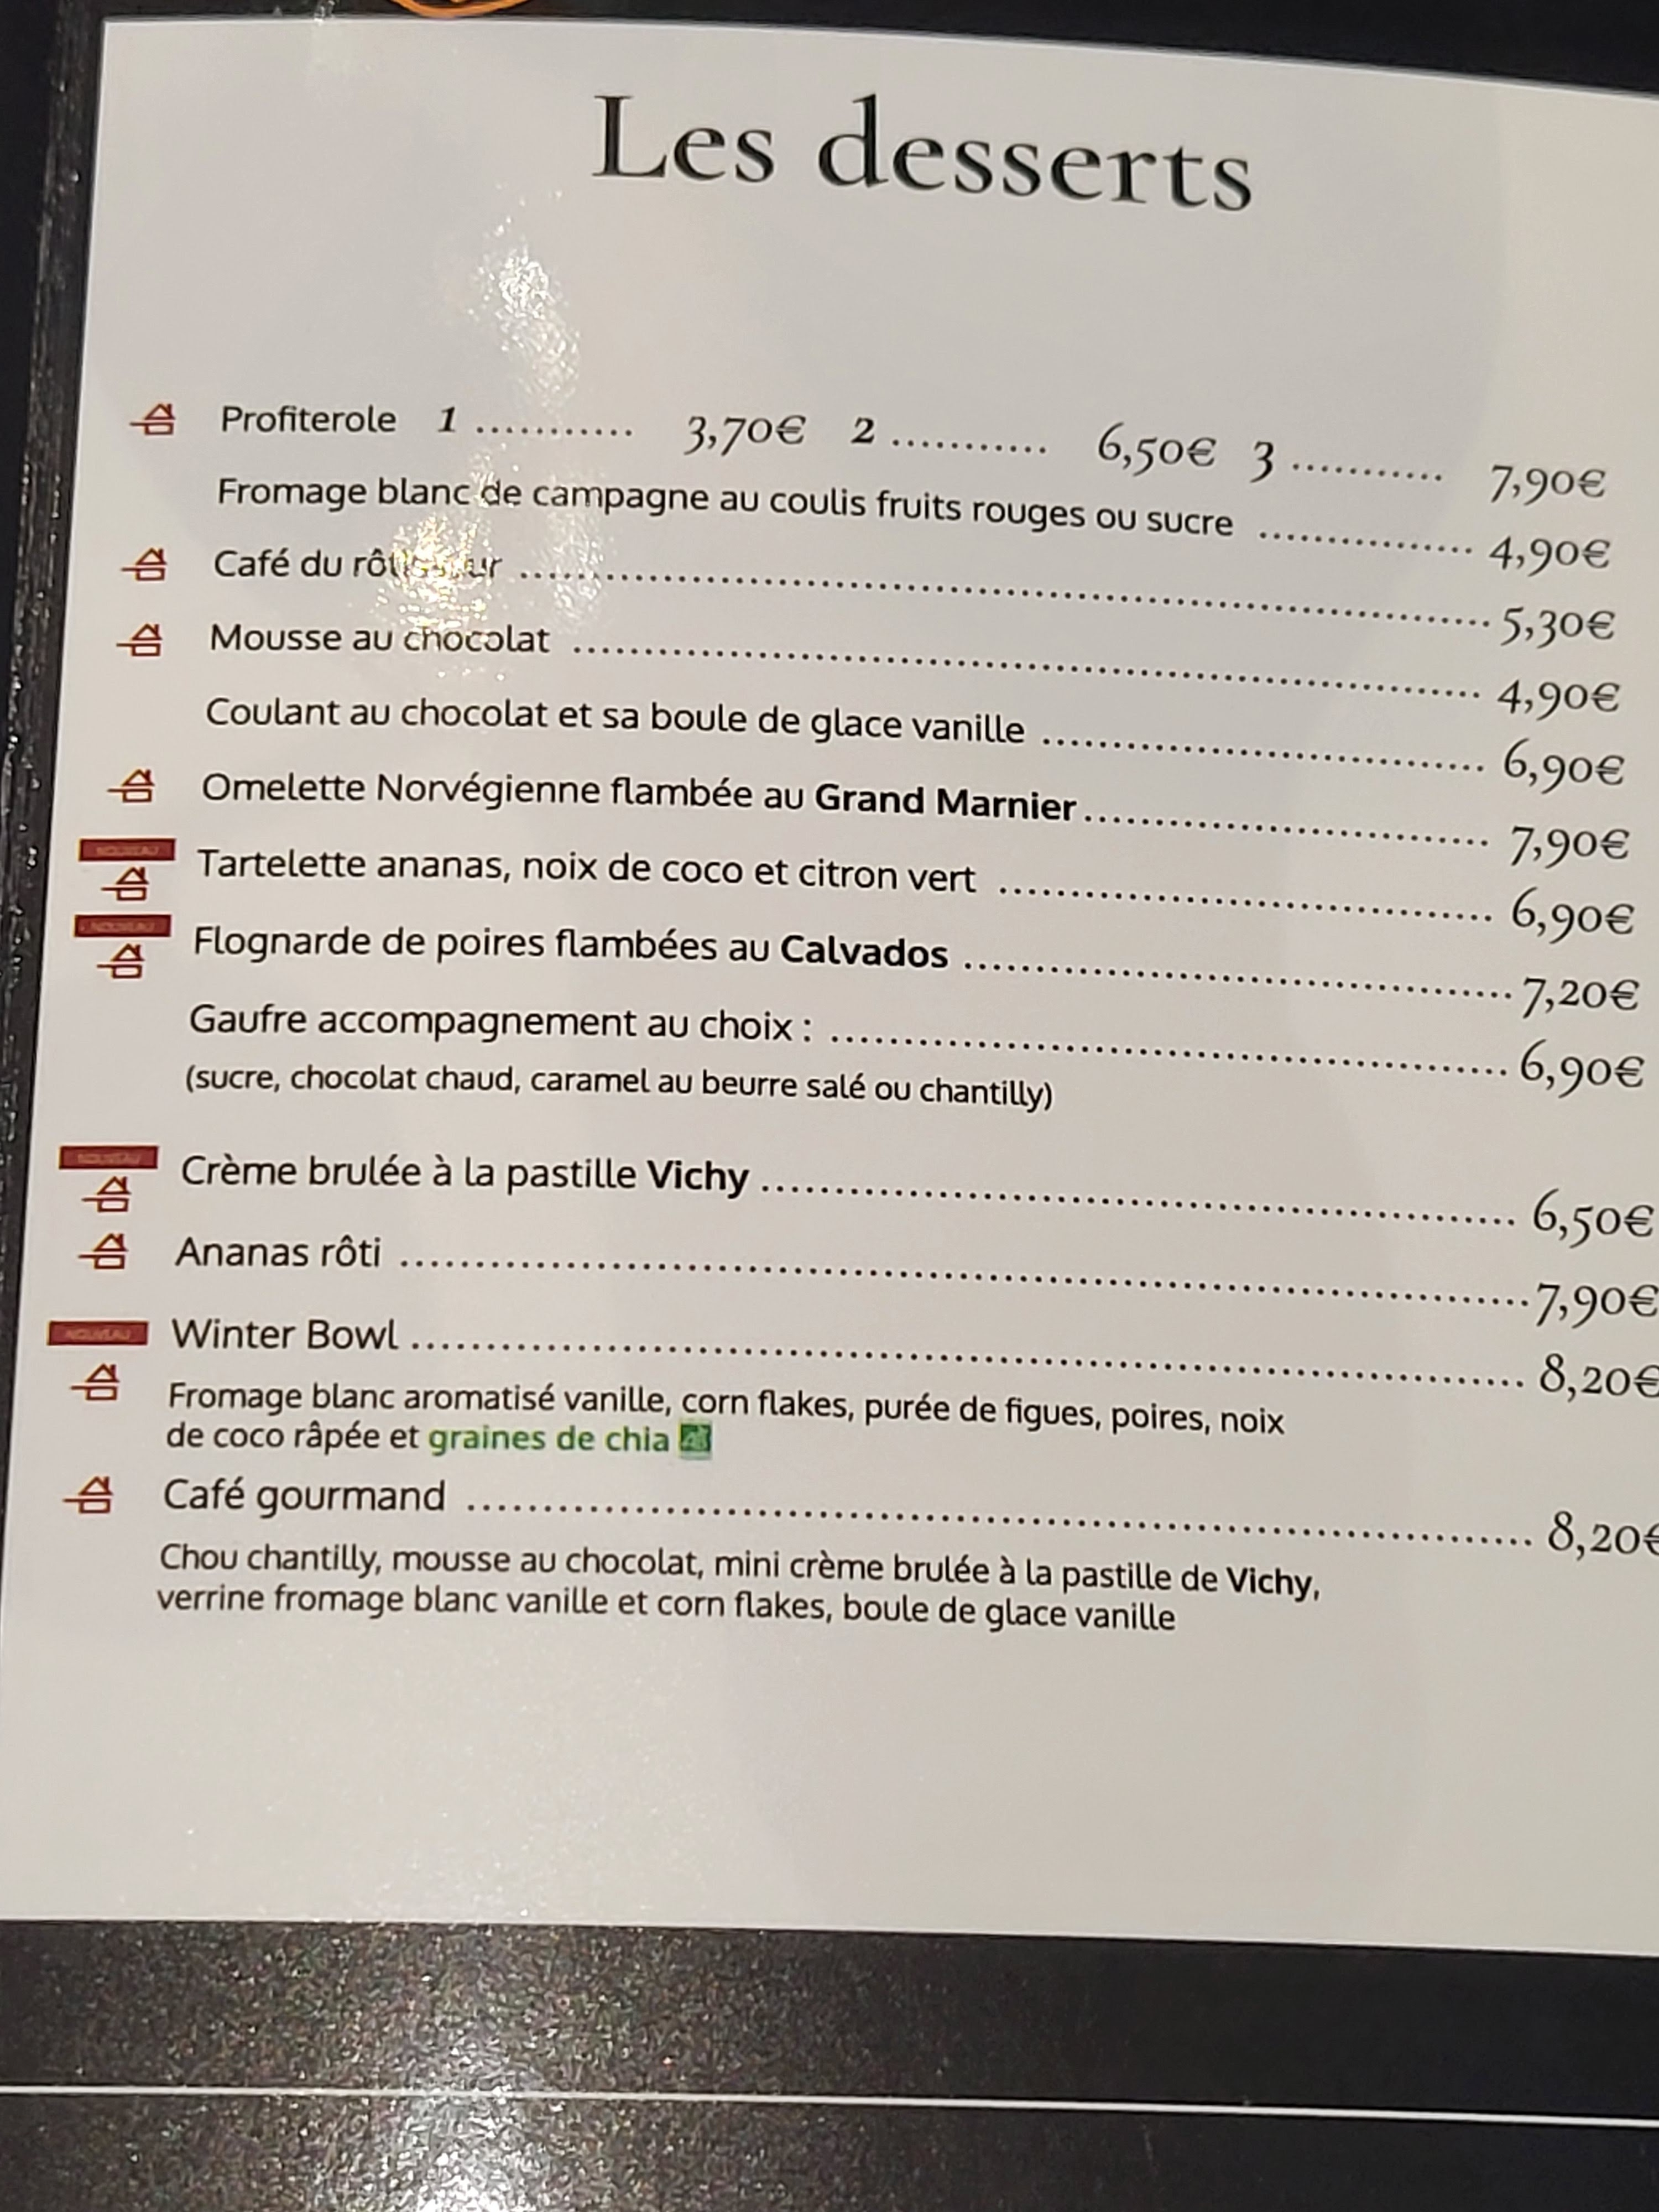 Les desserts
Profiterole 1 ........... 3,70€ 2 ........... 6,50€ 3 ........... 7,90€
Fromage blanc de campagne au coulis fruits rouges ou sucre ................ 4,90€
Café du rôtisseur ........................................ 5,30€
Mousse au chocolat ........................................ 4,90€
Coulant au chocolat et sa boule de glace vanille ................................ 6,90€
Omelette Norvégienne flambée au Grand Marnier ............................. 7,90€
NOUVEAU Tartelette ananas, noix de coco et citron vert ................................... 6,90€
NOUVEAU Flognarde de poires flambées au Calvados ...................................... 7,20€
Gaufre accompagnement au choix : ........................................ 6,90€
(sucre, chocolat chaud, caramel au beurre salé ou chantilly)
NOUVEAU Crème brulée à la pastille Vichy ........................................ 6,50€
Ananas rôti ........................................ 7,90€
NOUVEAU Winter Bowl ........................................ 8,20€
Fromage blanc aromatisé vanille, corn flakes, purée de figues, poires, noix
de coco râpée et graines de chia
Café gourmand ........................................ 8,20€
Chou chantilly, mousse au chocolat, mini crème brulée à la pastille de Vichy,
verrine fromage blanc vanille et corn flakes, boule de glace vanille